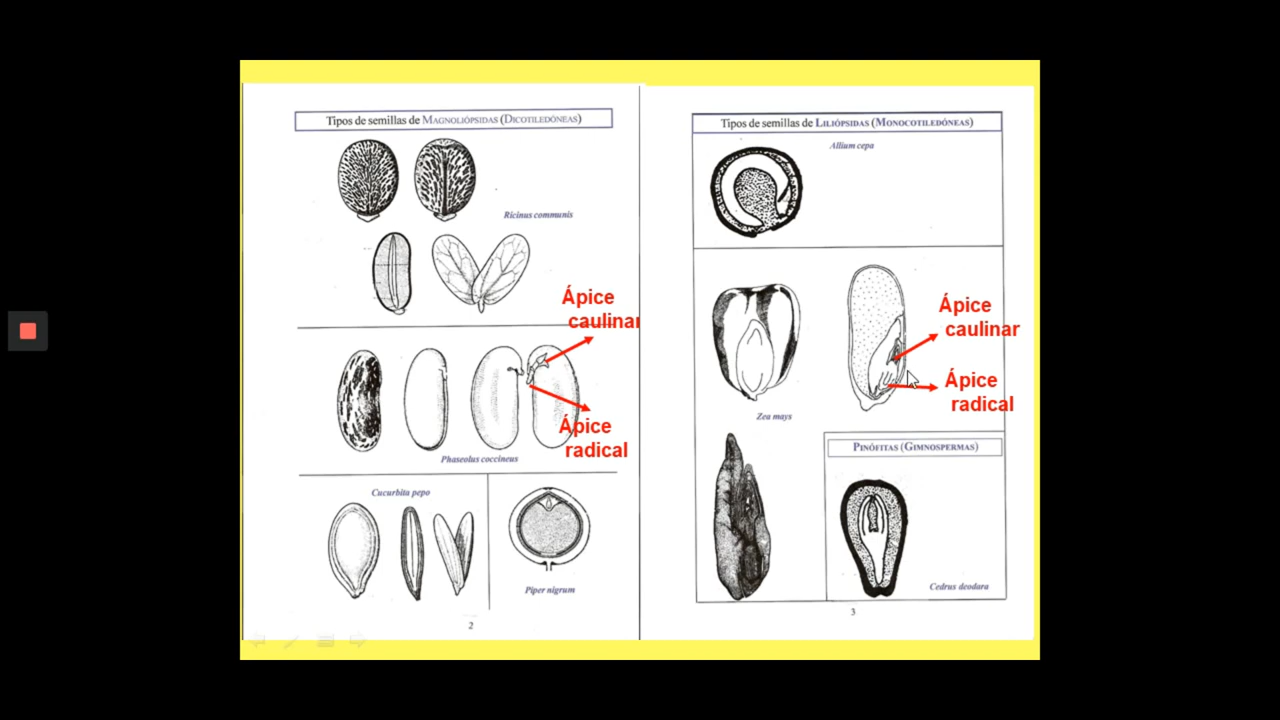 Tipos de semillas de MAGNOLIÓPSIDAS (DICOTILEDÓNEAS)
Ricinus communis
Ápice
caulinar
Ápice
radical
Phaseolus coccineus
Cucurbita pepo
Piper nigrum
2
Tipos de semillas de LILIÓPSIDAS (MONOCOTILEDÓNEAS)
Allium cepa
Ápice
caulinar
Ápice
radical
Zea mays
PINÓFITAS (GIMNOSPERMAS)
Cedrus deodara
3